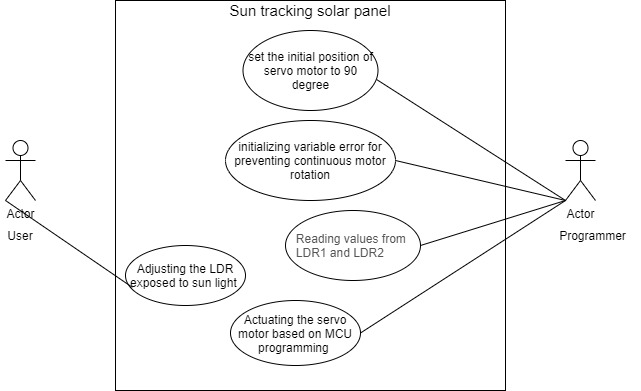 Sun tracking solar panel
set the initial position of
servo motor to 90
degree
initializing variable error for
preventing continuous motor
rotation
Actor
User
Actor
Programmer
Reading values from
LDR1 and LDR2
Adjusting the LDR
exposed to sun light
Actuating the servo
motor based on MCU
programming